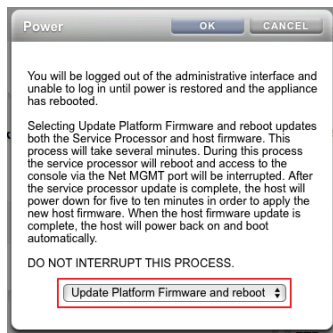 Power
OK
CANCEL
You will be logged out of the administrative interface and
unable to log in until power is restored and the appliance
has rebooted.
Selecting Update Platform Firmware and reboot updates
both the Service Processor and host firmware. This
process will take several minutes. During this process
the service processor will reboot and access to the
console via the Net MGMT port will be interrupted. After
the service processor update is complete, the host will
power down for five to ten minutes in order to apply the
new host firmware. When the host firmware update is
complete, the host will power back on and boot
automatically.
DO NOT INTERRUPT THIS PROCESS.
Update Platform Firmware and reboot